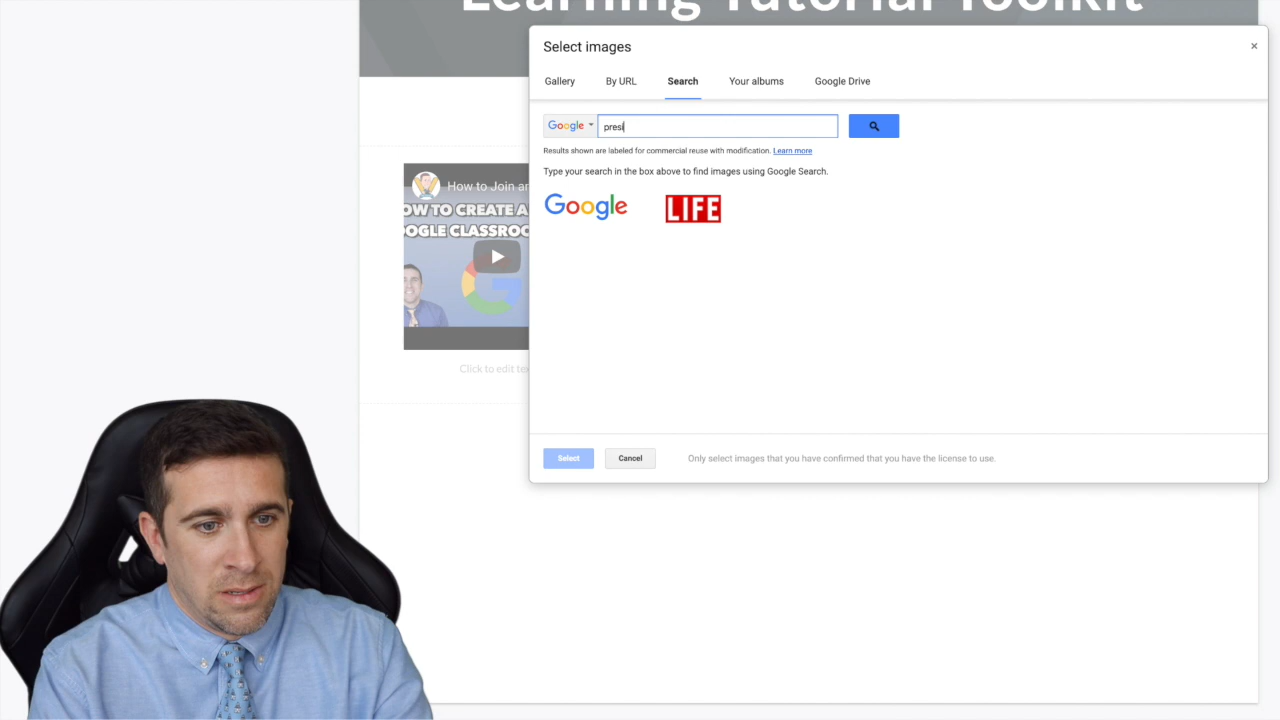 Learning Tutorial Toolkit
Select images
×
Gallery By URL Search Your albums Google Drive
Google presi
Results shown are labeled for commercial reuse with modification. Learn more
Type your search in the box above to find images using Google Search.
Google LIFE
How to Join an
OW TO CREATE A
OOGLE CLASSROO
Click to edit te
Select Cancel Only select images that you have confirmed that you have the license to use.